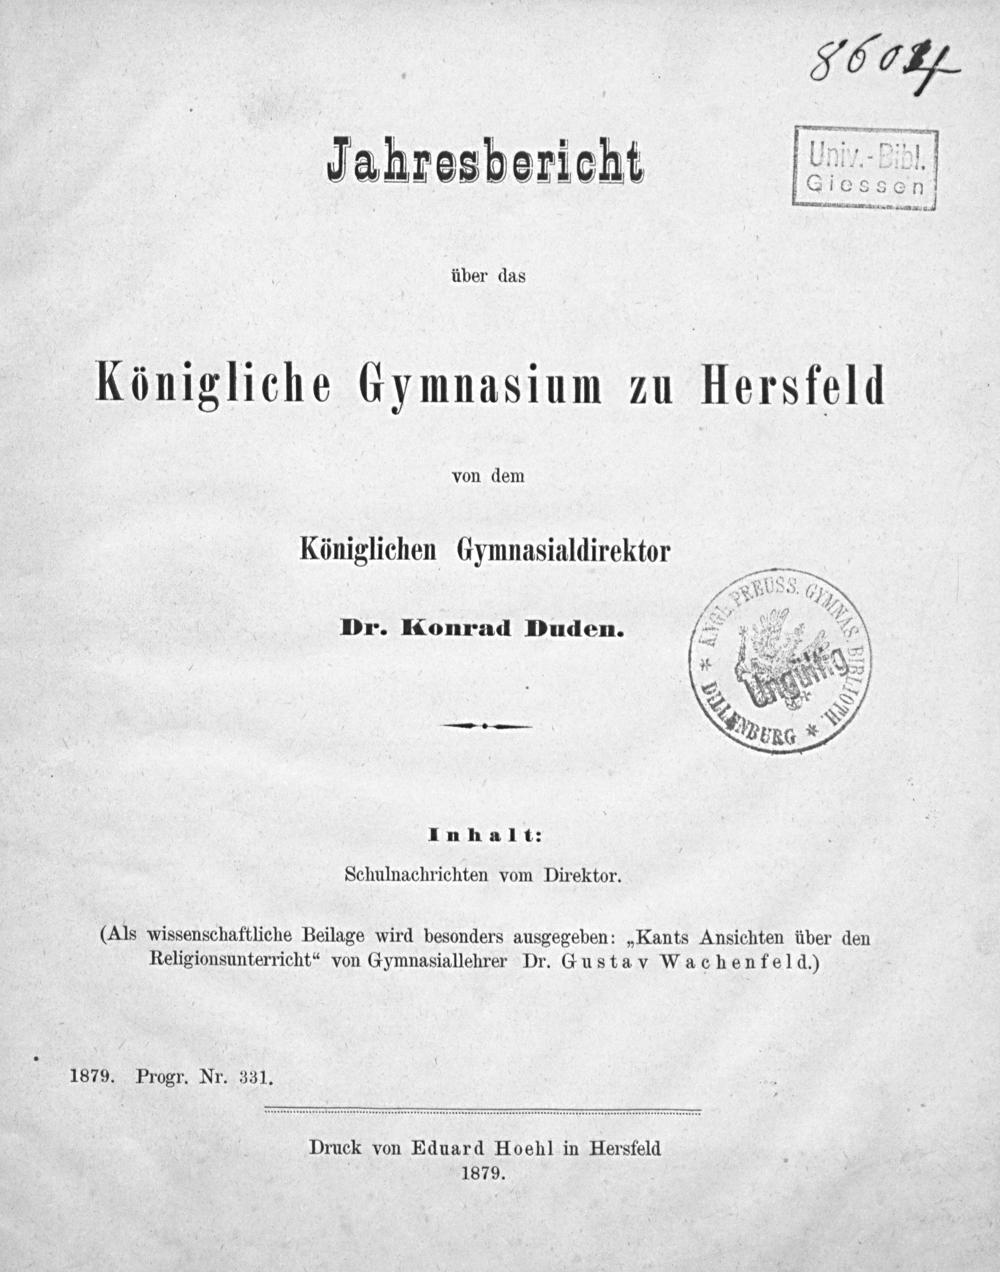 Jahresbericht
Univ.-Bibl.
Giessen
über das
Königliche Gymnasium zu Hersfeld
von dem
Königlichen Gymnasialdirektor
Dr. Konrad Duden.
KNGL. PREUSS. GYMNAS. BIBLIOTH. * DILLENBURG *
Ungültig
Inhalt:
Schulnachrichten vom Direktor.
(Als wissenschaftliche Beilage wird besonders ausgegeben: „Kants Ansichten über den
Religionsunterricht“ von Gymnasiallehrer Dr. Gustav Wachenfeld.)
1879. Progr. Nr. 331.
Druck von Eduard Hoehl in Hersfeld
1879.